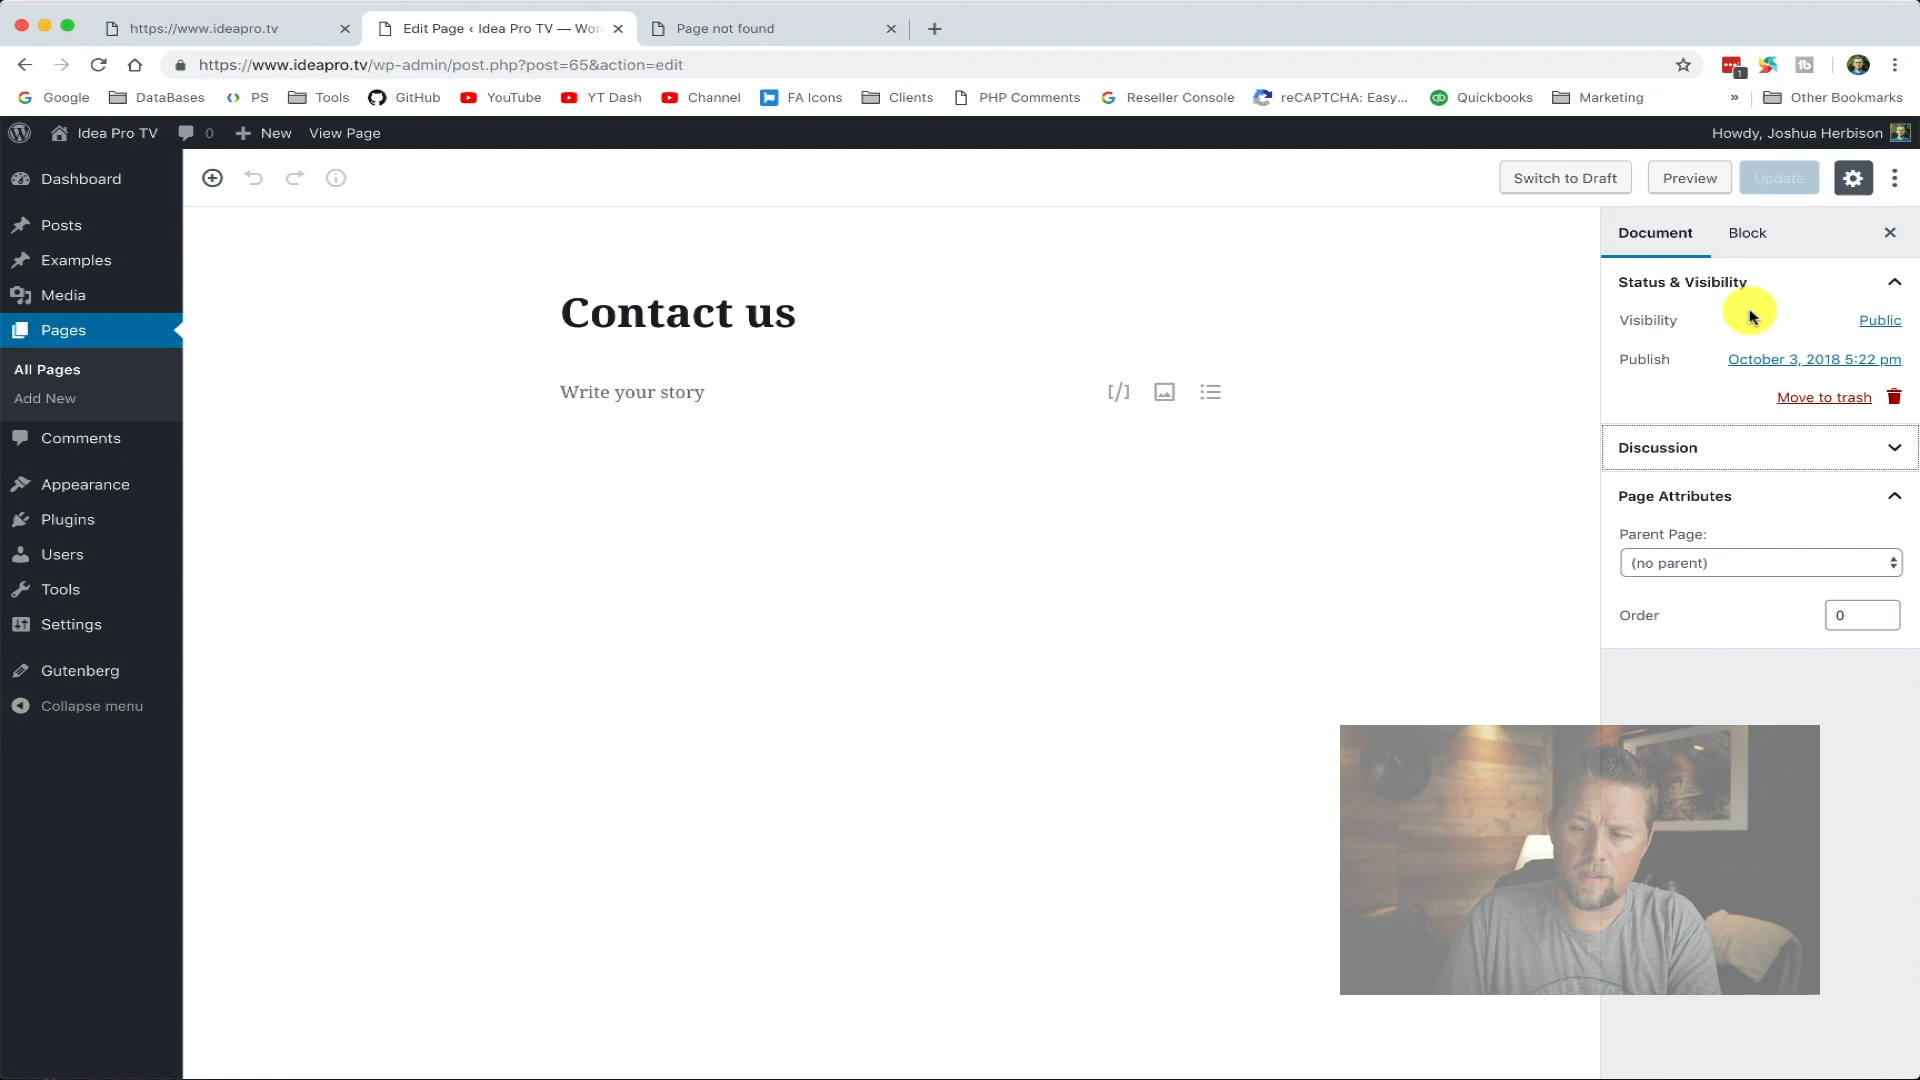 https://www.ideapro.tv
Edit Page ‹ Idea Pro TV — Wor
Page not found
https://www.ideapro.tv/wp-admin/post.php?post=65&action=edit
1
Google
DataBases
PS
Tools
GitHub
YouTube
YT Dash
Channel
FA Icons
Clients
PHP Comments
Reseller Console
reCAPTCHA: Easy...
Quickbooks
Marketing
»
Other Bookmarks
Idea Pro TV
0
New
View Page
Howdy, Joshua Herbison
Dashboard
Posts
Examples
Media
Pages
All Pages
Add New
Comments
Appearance
Plugins
Users
Tools
Settings
Gutenberg
Collapse menu
Switch to Draft
Preview
Update
Contact us
Write your story
[/]
Document
Block
Status & Visibility
Visibility
Public
Publish
October 3, 2018 5:22 pm
Move to trash
Discussion
Page Attributes
Parent Page:
(no parent)
Order
0